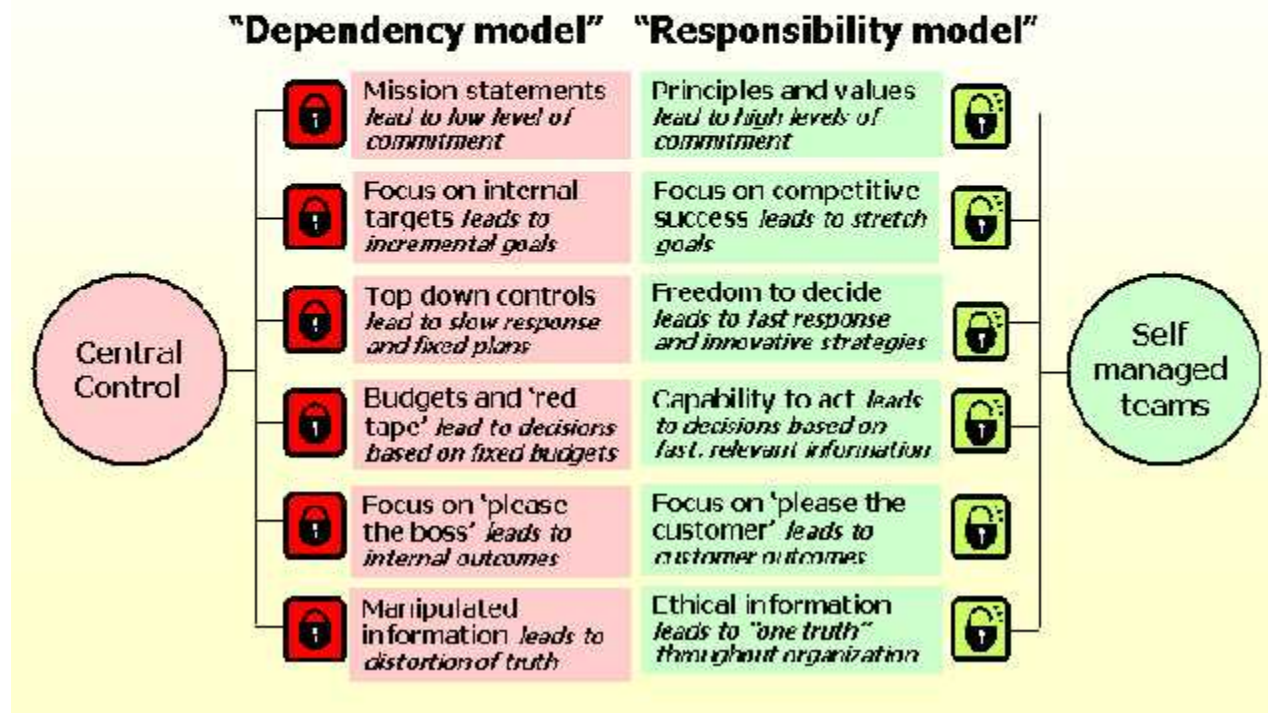 "Dependency model"
"Responsibility model"
Central
Control
Mission statements
lead to low level of
commitment
Focus on internal
targets leads to
incremental goals
Top down controls
lead to slow response
and fixed plans
Budgets and 'red
tape' lead to decisions
based on fixed budgets
Focus on 'please
the boss' leads to
internal outcomes
Manipulated
information leads to
distortion of truth
Principles and values
lead to high levels of
commitment
Focus on competitive
success leads to stretch
goals
Freedom to decide
leads to fast response
and innovative strategies
Capability to act leads
to decisions based on
fast, relevant information
Focus on 'please the
customer' leads to
customer outcomes
Ethical information
leads to "one truth"
throughout organization
Self
managed
teams